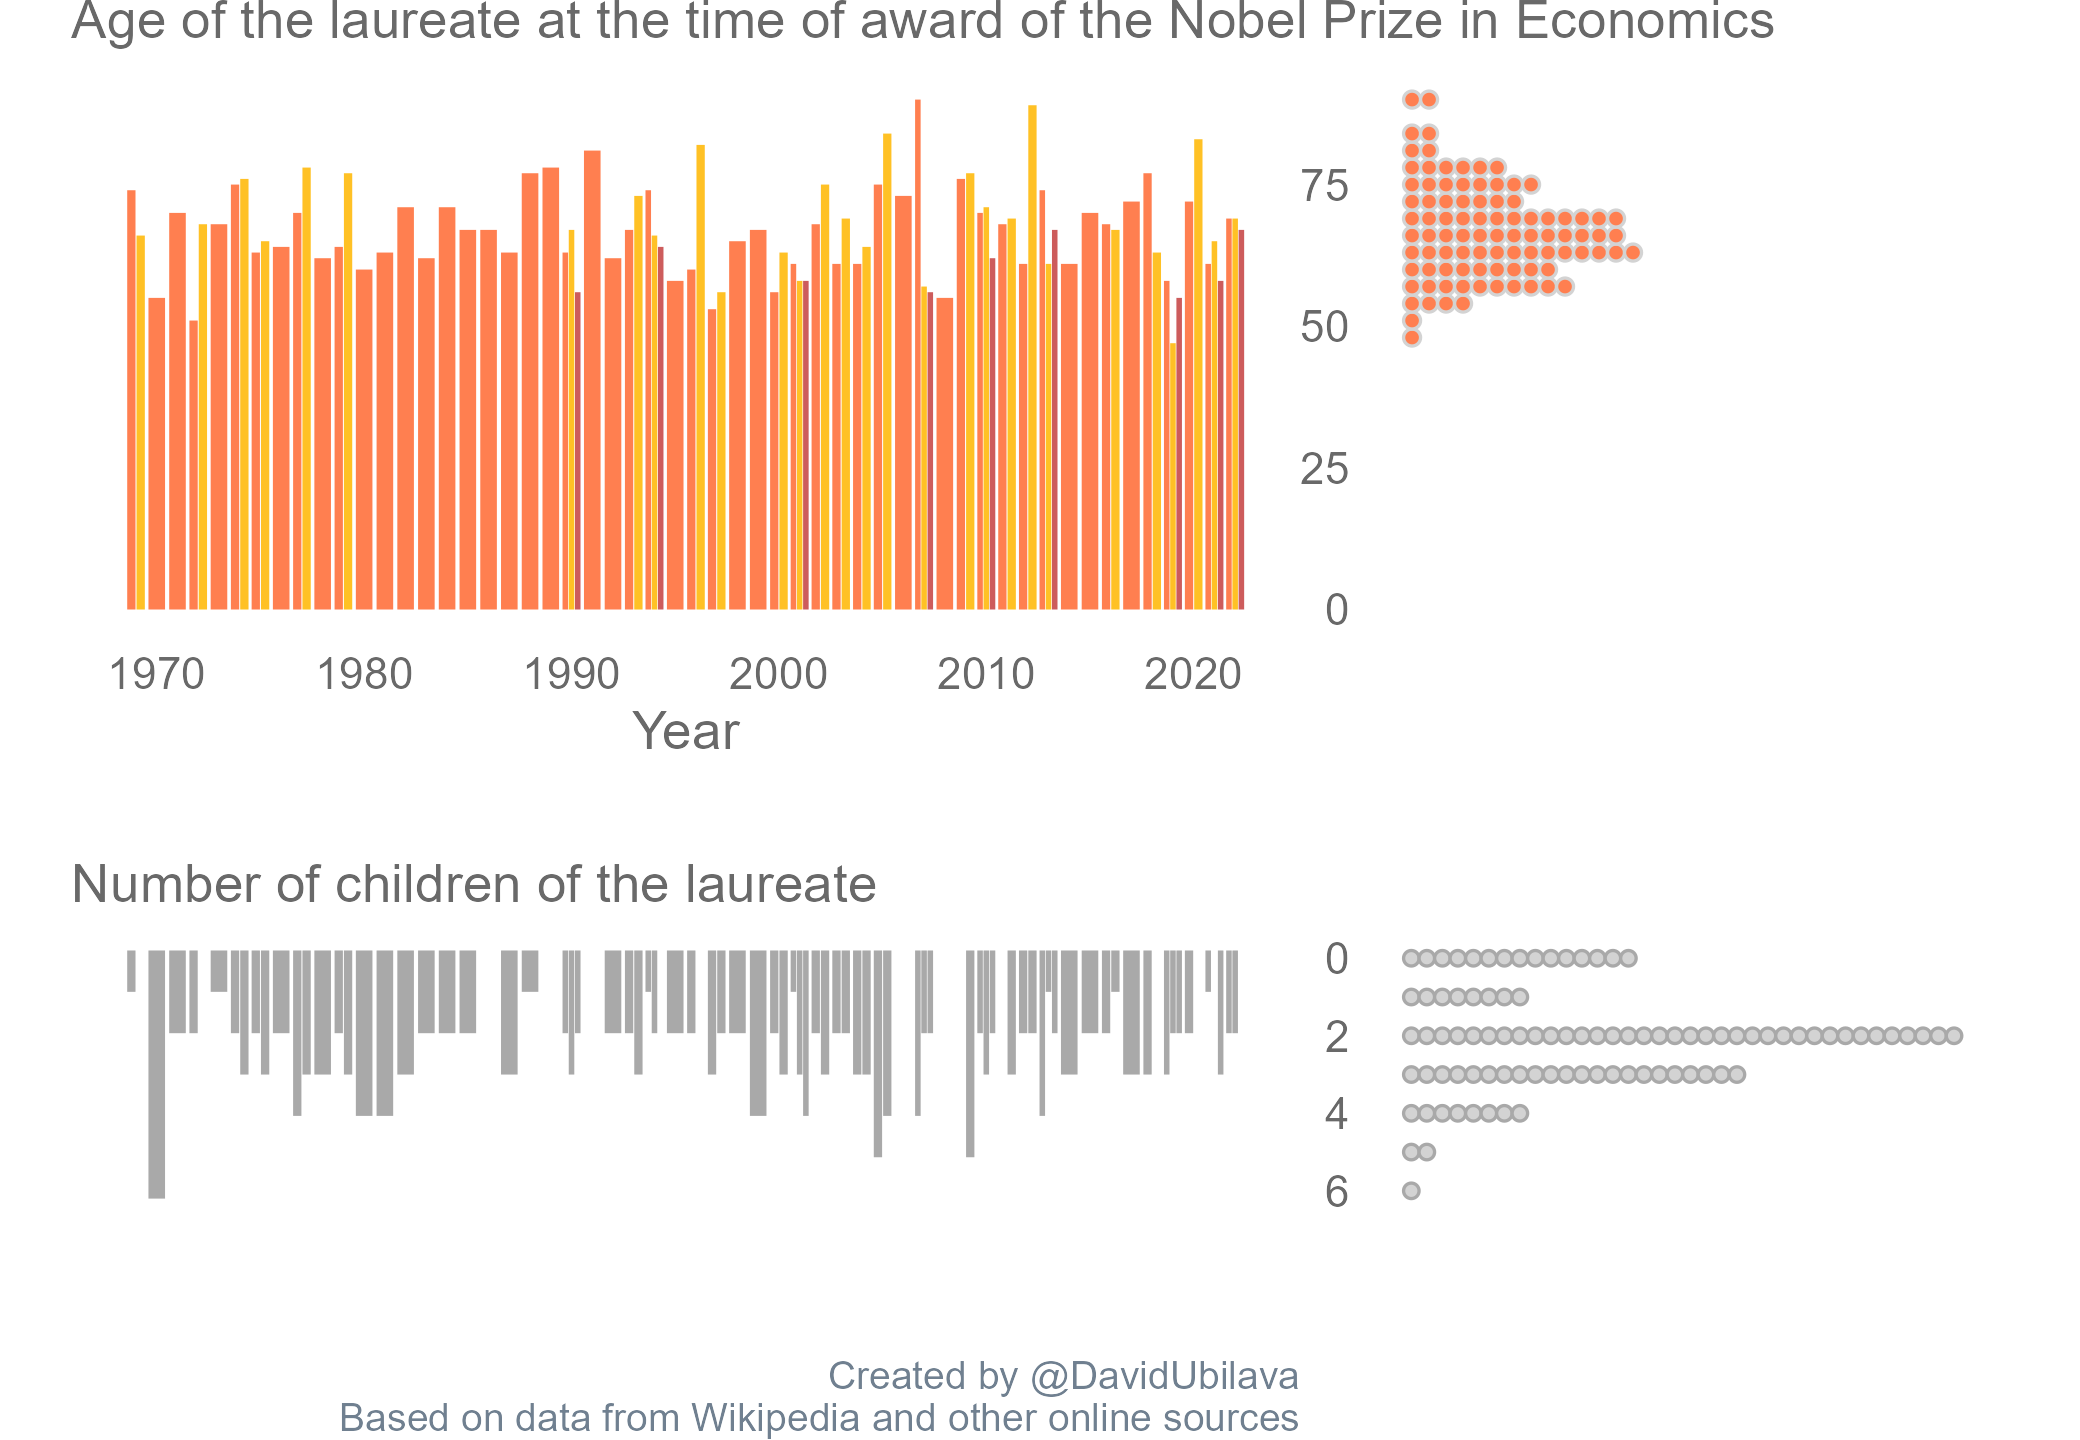 Age of the laureate at the time of award of the Nobel Prize in Economics
75
50
25
0
1970 1980 1990 2000 2010 2020
Year
Number of children of the laureate
0
2
4
6
Created by @DavidUbilava
Based on data from Wikipedia and other online sources